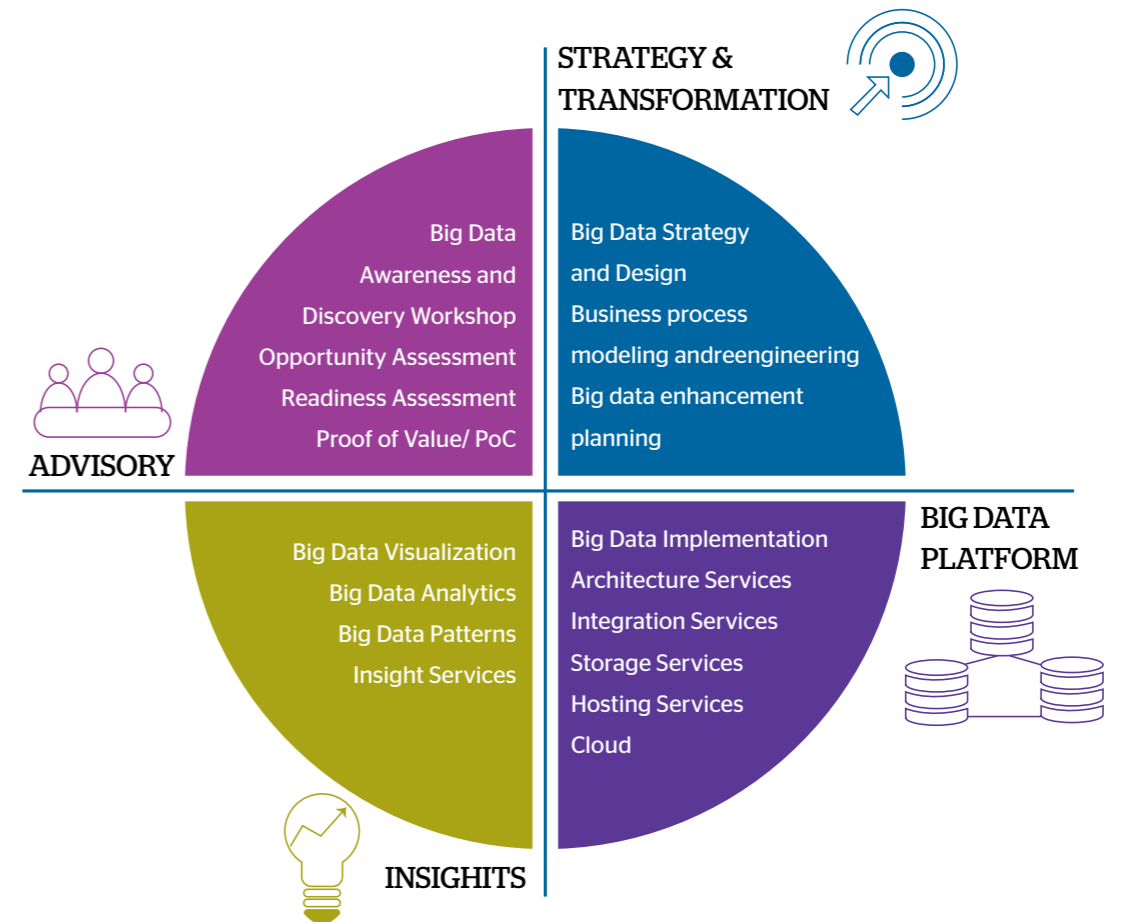 STRATEGY &
TRANSFORMATION
Big Data
Awareness and
Discovery Workshop
Opportunity Assessment
Readiness Assessment
Proof of Value/ PoC
ADVISORY
Big Data Strategy
and Design
Business process
modeling andreengineering
Big data enhancement
planning
Big Data Visualization
Big Data Analytics
Big Data Patterns
Insight Services
INSIGHITS
Big Data Implementation
Architecture Services
Integration Services
Storage Services
Hosting Services
Cloud
BIG DATA
PLATFORM